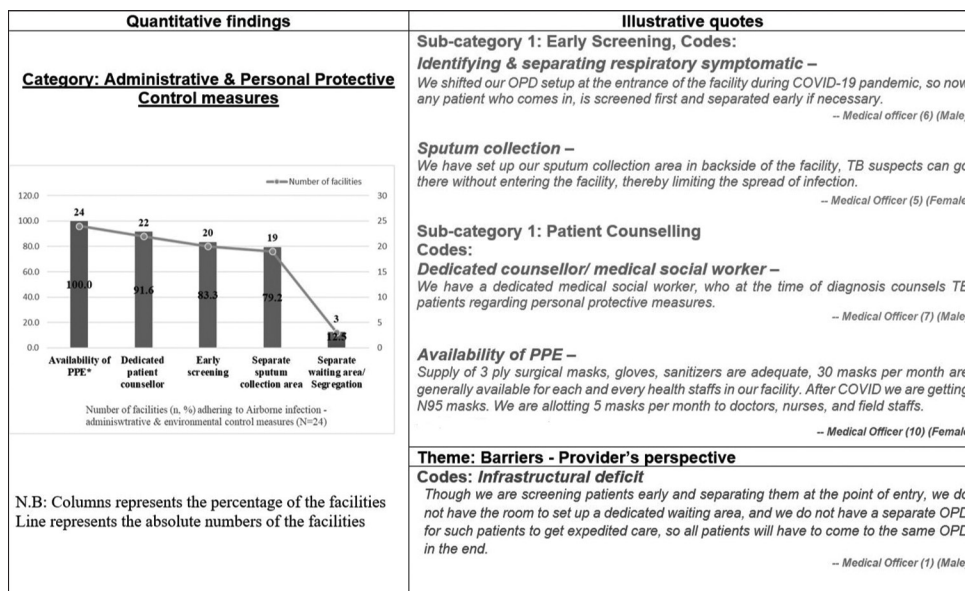 Quantitative findings
Category: Administrative & Personal Protective
Control measures
Number of facilities
120.0
100.0
80.0
60.0
40.0
20.0
0.0
30
25
20
15
10
5
0
24
22
20
19
3
100.0
91.6
83.3
79.2
12.5
Availability of
PPE*
Dedicated
patient
counsellor
Early
screening
Separate
sputum
collection area
Separate
waiting area/
Segregation
Number of facilities (n, %) adhering to Airborne infection -
adminiswtrative & environmental control measures (N=24)
N.B: Columns represents the percentage of the facilities
Line represents the absolute numbers of the facilities
Illustrative quotes
Sub-category 1: Early Screening, Codes:
Identifying & separating respiratory symptomatic –
We shifted our OPD setup at the entrance of the facility during COVID-19 pandemic, so now
any patient who comes in, is screened first and separated early if necessary.
-- Medical officer (6) (Male)
Sputum collection –
We have set up our sputum collection area in backside of the facility, TB suspects can go
there without entering the facility, thereby limiting the spread of infection.
-- Medical Officer (5) (Female
Sub-category 1: Patient Counselling
Codes:
Dedicated counsellor/ medical social worker –
We have a dedicated medical social worker, who at the time of diagnosis counsels TB
patients regarding personal protective measures.
-- Medical Officer (7) (Male
Availability of PPE –
Supply of 3 ply surgical masks, gloves, sanitizers are adequate, 30 masks per month are
generally available for each and every health staffs in our facility. After COVID we are getting
N95 masks. We are allotting 5 masks per month to doctors, nurses, and field staffs.
-- Medical Officer (10) (Female
Theme: Barriers - Provider's perspective
Codes: Infrastructural deficit
Though we are screening patients early and separating them at the point of entry, we do
not have the room to set up a dedicated waiting area, and we do not have a separate OPD
for such patients to get expedited care, so all patients will have to come to the same OPD
in the end.
-- Medical Officer (1) (Male